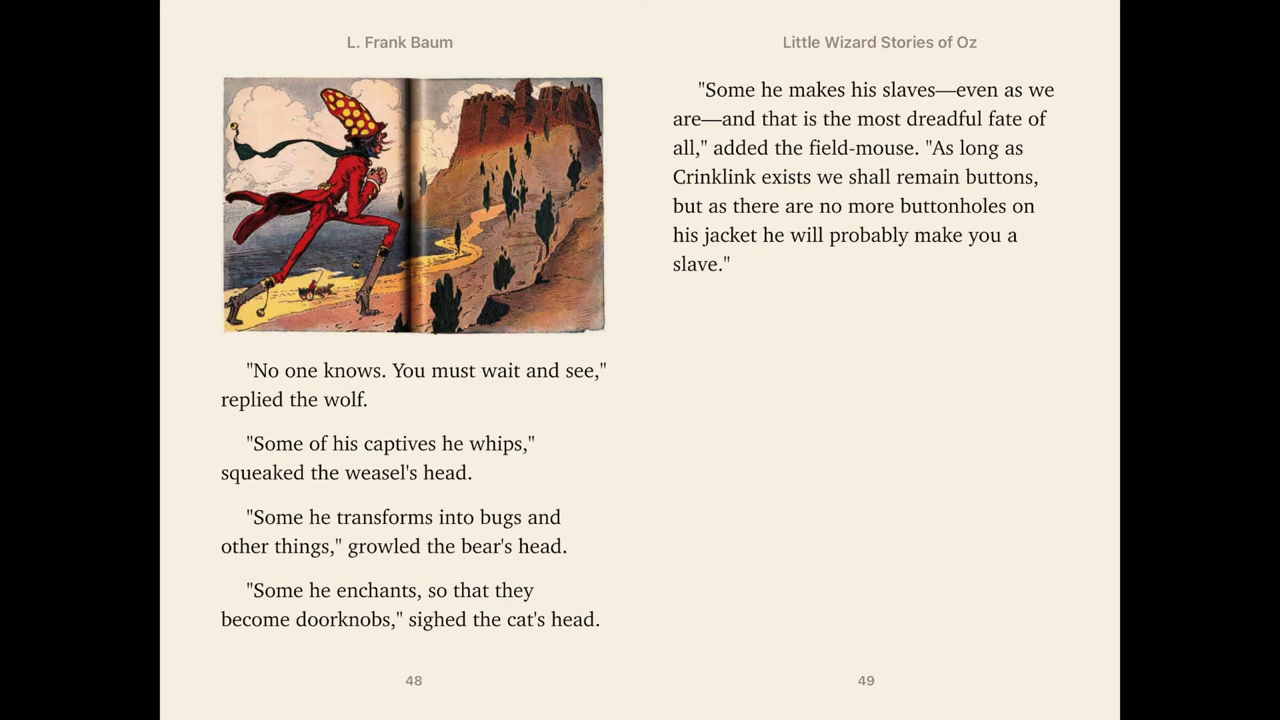 L. Frank Baum
"No one knows. You must wait and see,"
replied the wolf.
"Some of his captives he whips,"
squeaked the weasel's head.
"Some he transforms into bugs and
other things," growled the bear's head.
"Some he enchants, so that they
become doorknobs," sighed the cat's head.
48
Little Wizard Stories of Oz
"Some he makes his slaves—even as we
are—and that is the most dreadful fate of
all," added the field-mouse. "As long as
Crinklink exists we shall remain buttons,
but as there are no more buttonholes on
his jacket he will probably make you a
slave."
49